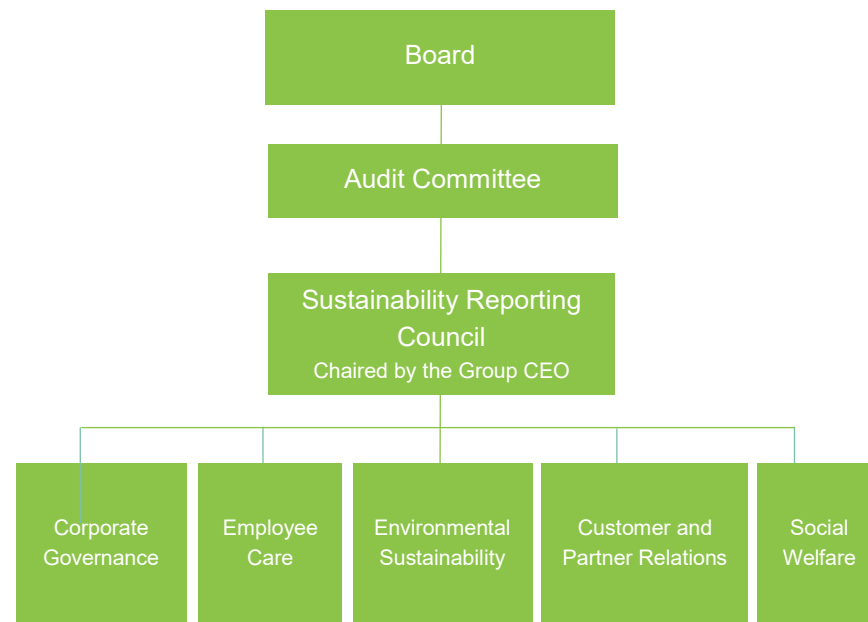 Board
Audit Committee
Sustainability Reporting
Council
Chaired by the Group CEO
Corporate
Governance
Employee
Care
Environmental
Sustainability
Customer and
Partner Relations
Social
Welfare